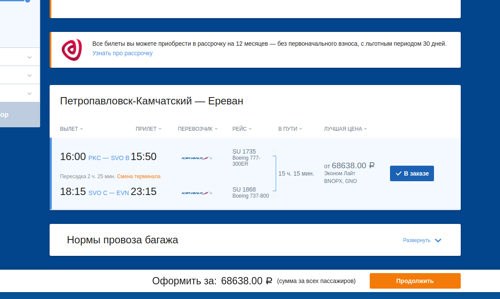 Все билеты вы можете приобрести в рассрочку на 12 месяцев — без первоначального взноса, с льготным периодом 30 дней.
Узнать про рассрочку
ор
Петропавловск-Камчатский — Ереван
ВЫЛЕТ ПРИЛЕТ ПЕРЕВОЗЧИК РЕЙС В ПУТИ ЛУЧШАЯ ЦЕНА
16:00 PKC — SVO B 15:50
SU 1735
Boeing 777-
300ER
Пересадка 2 ч. 25 мин. Смена терминала
15 ч. 15 мин.
от 68638.00 ₽
Эконом Лайт
BNOPX, GNO
В заказе
18:15 SVO C — EVN 23:15
SU 1868
Boeing 737-800
Нормы провоза багажа
Развернуть
Оформить за: 68638.00 ₽ (сумма за всех пассажиров)
Продолжить